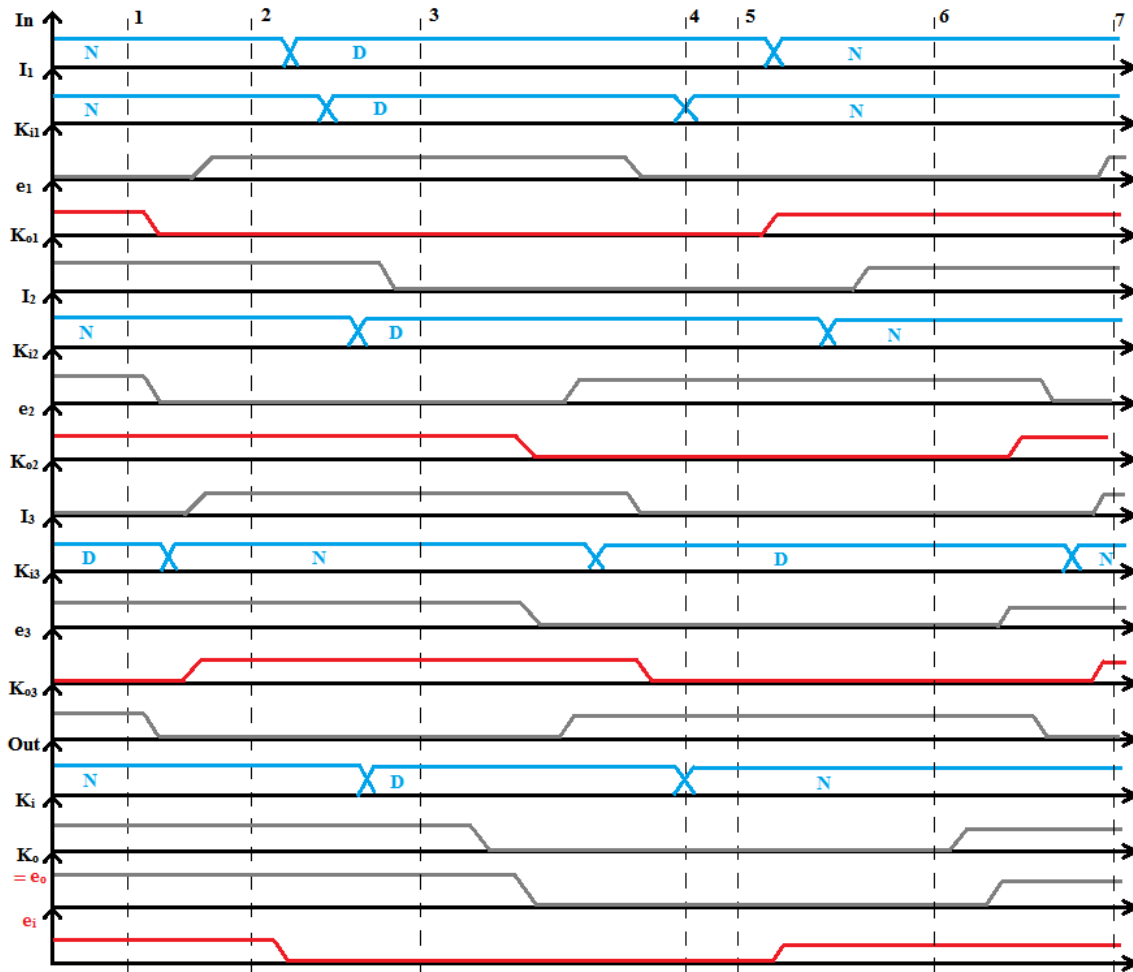 In 1 2 3 4 5 6 7
N D N
I₁
N D N
Kᵢ₁
e₁
Kₒ₁
I₂
N D N
Kᵢ₂
e₂
Kₒ₂
I₃
D N D N
Kᵢ₃
e₃
Kₒ₃
Out
N D N
Kᵢ
Kₒ
= eₒ
eᵢ